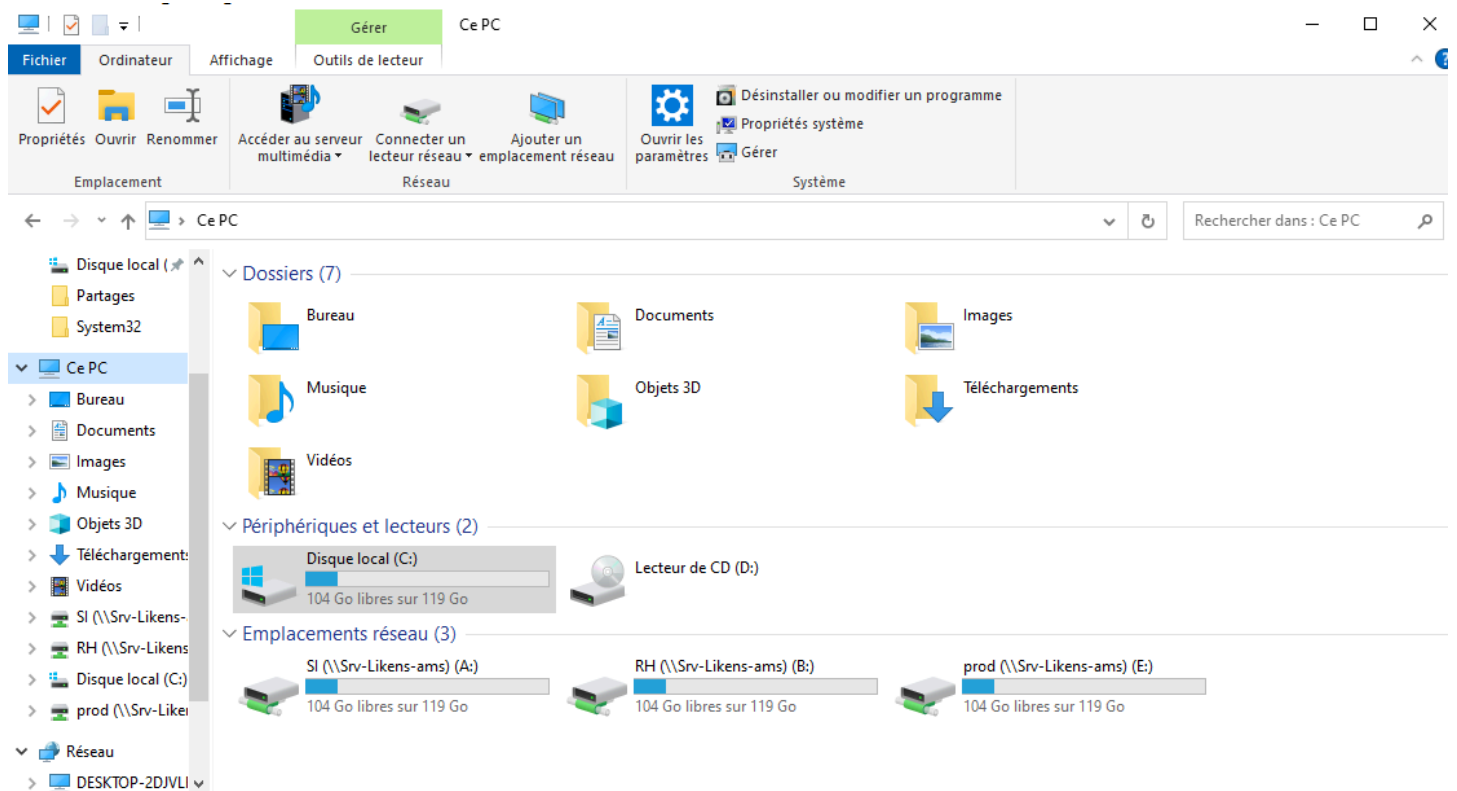 Gérer
Ce PC
Fichier
Ordinateur
Affichage
Outils de lecteur
Propriétés
Ouvrir
Renommer
Accéder au serveur multimédia
Connecter un lecteur réseau
Ajouter un emplacement réseau
Ouvrir les paramètres
Désinstaller ou modifier un programme
Propriétés système
Gérer
Emplacement
Réseau
Système
Ce PC
Rechercher dans : Ce PC
Disque local (
Partages
System32
Ce PC
Bureau
Documents
Images
Musique
Objets 3D
Téléchargements
Vidéos
SI (\\Srv-Likens-
RH (\\Srv-Likens
Disque local (C:)
prod (\\Srv-Liker
Réseau
DESKTOP-2DJVLI
Dossiers (7)
Bureau
Documents
Images
Musique
Objets 3D
Téléchargements
Vidéos
Périphériques et lecteurs (2)
Disque local (C:)
104 Go libres sur 119 Go
Lecteur de CD (D:)
Emplacements réseau (3)
SI (\\Srv-Likens-ams) (A:)
104 Go libres sur 119 Go
RH (\\Srv-Likens-ams) (B:)
104 Go libres sur 119 Go
prod (\\Srv-Likens-ams) (E:)
104 Go libres sur 119 Go